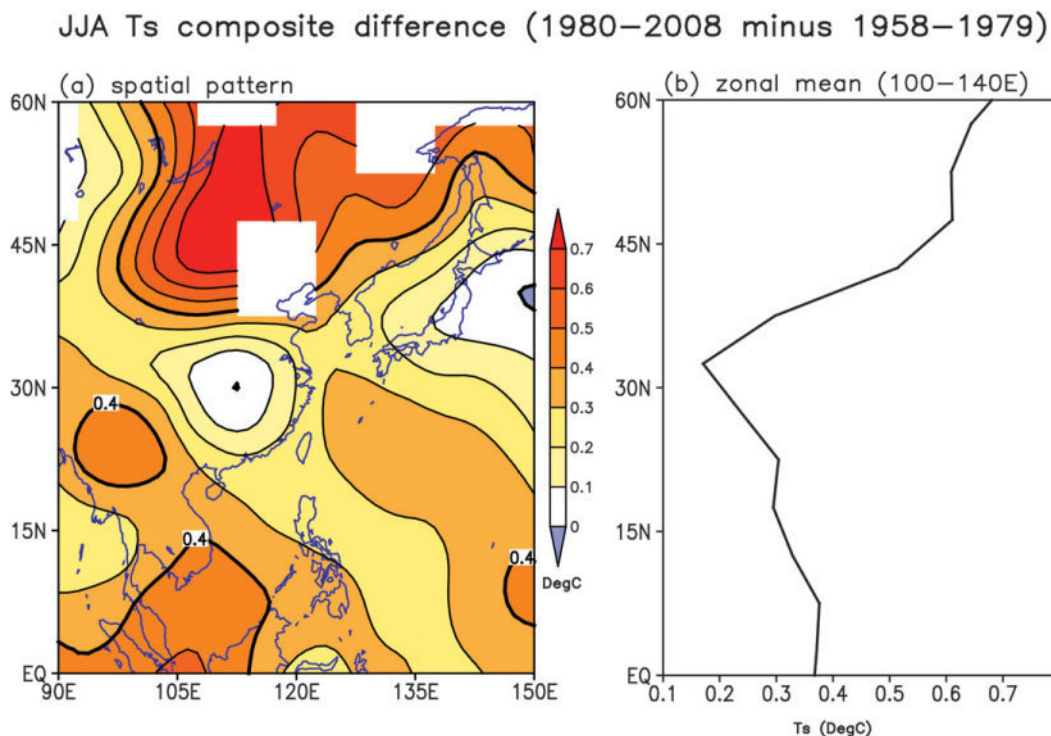 JJA Ts composite difference (1980−2008 minus 1958−1979)
(a) spatial pattern
(b) zonal mean (100−140E)
60N
45N
30N
15N
EQ
90E
105E
120E
135E
150E
0.4
0.4
0.4
0.7
0.6
0.5
0.4
0.3
0.2
0.1
0
DegC
60N
45N
30N
15N
EQ
0.1
0.2
0.3
0.4
0.5
0.6
0.7
Ts (DegC)